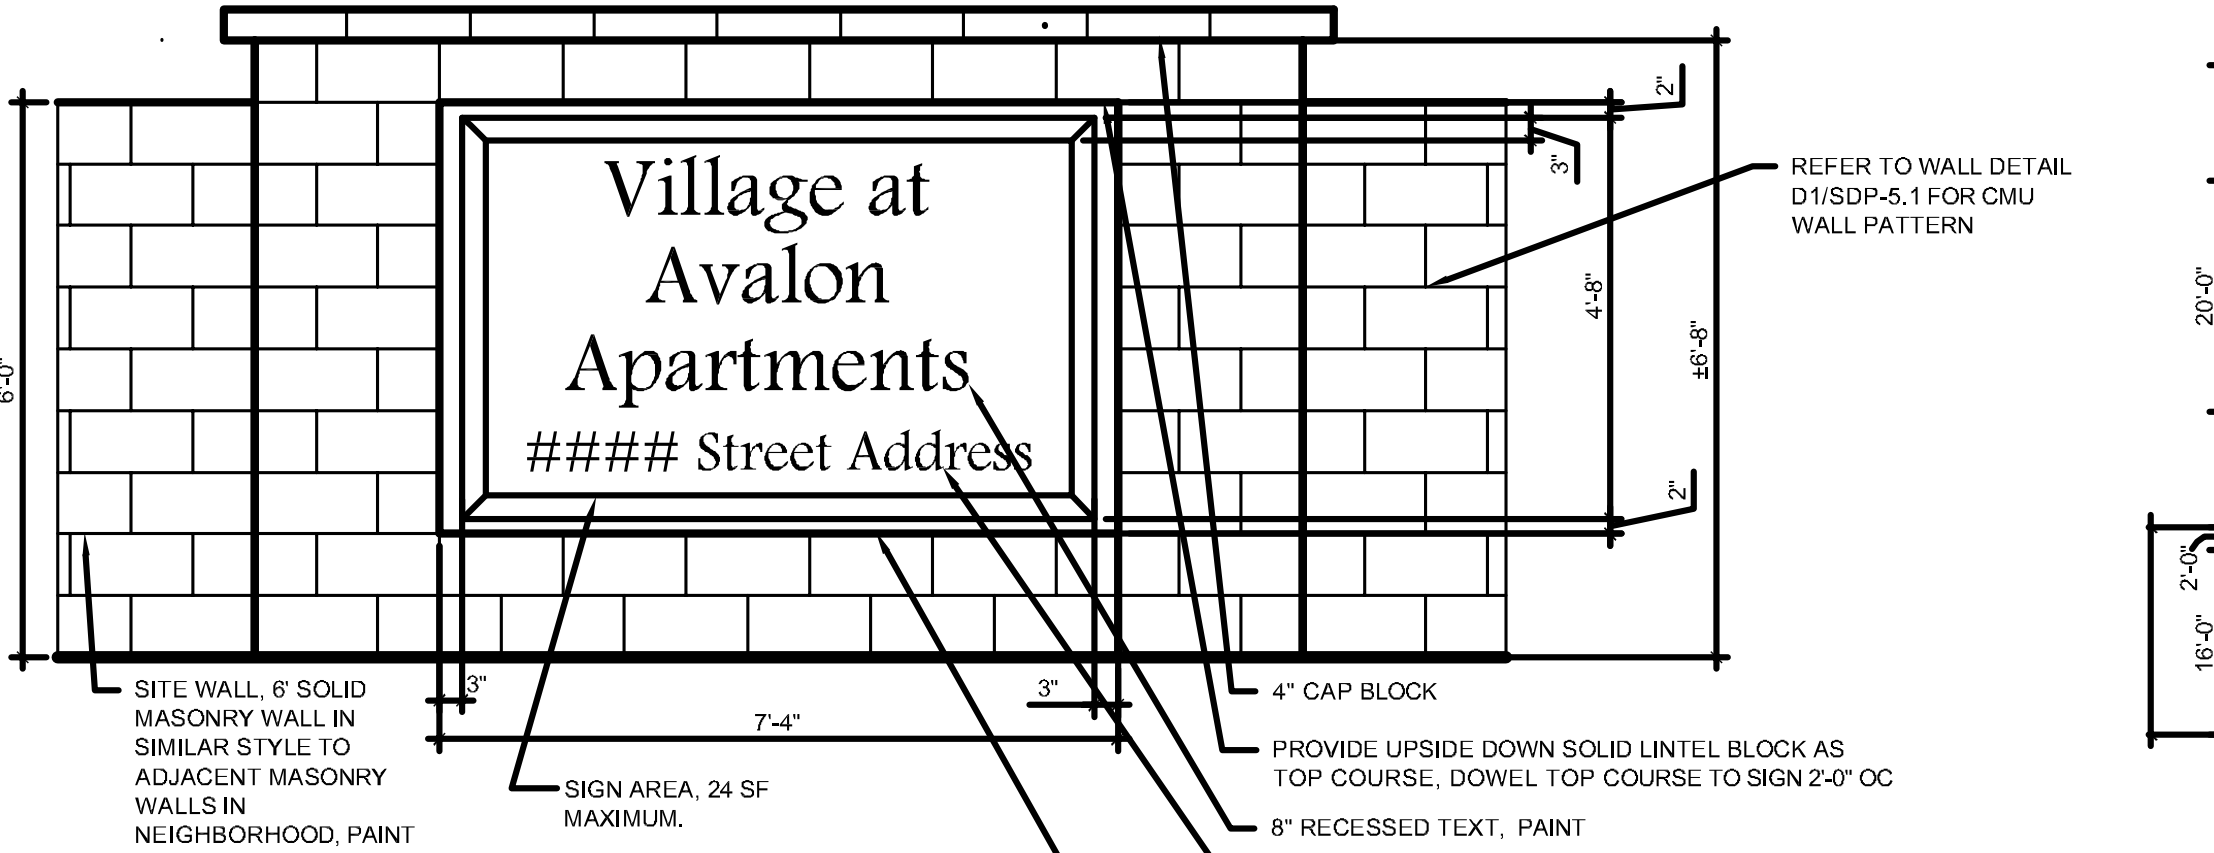 2"
3"
Village at
Avalon
Apartments
#### Street Address
REFER TO WALL DETAIL
D1/SDP-5.1 FOR CMU
WALL PATTERN
6'-0"
4'-8"
±6'-8"
2"
20'-0"
2'-0"
16'-0"
3"
3"
7'-4"
SITE WALL, 6' SOLID
MASONRY WALL IN
SIMILAR STYLE TO
ADJACENT MASONRY
WALLS IN
NEIGHBORHOOD, PAINT
SIGN AREA, 24 SF
MAXIMUM.
4" CAP BLOCK
PROVIDE UPSIDE DOWN SOLID LINTEL BLOCK AS
TOP COURSE, DOWEL TOP COURSE TO SIGN 2'-0" OC
8" RECESSED TEXT, PAINT